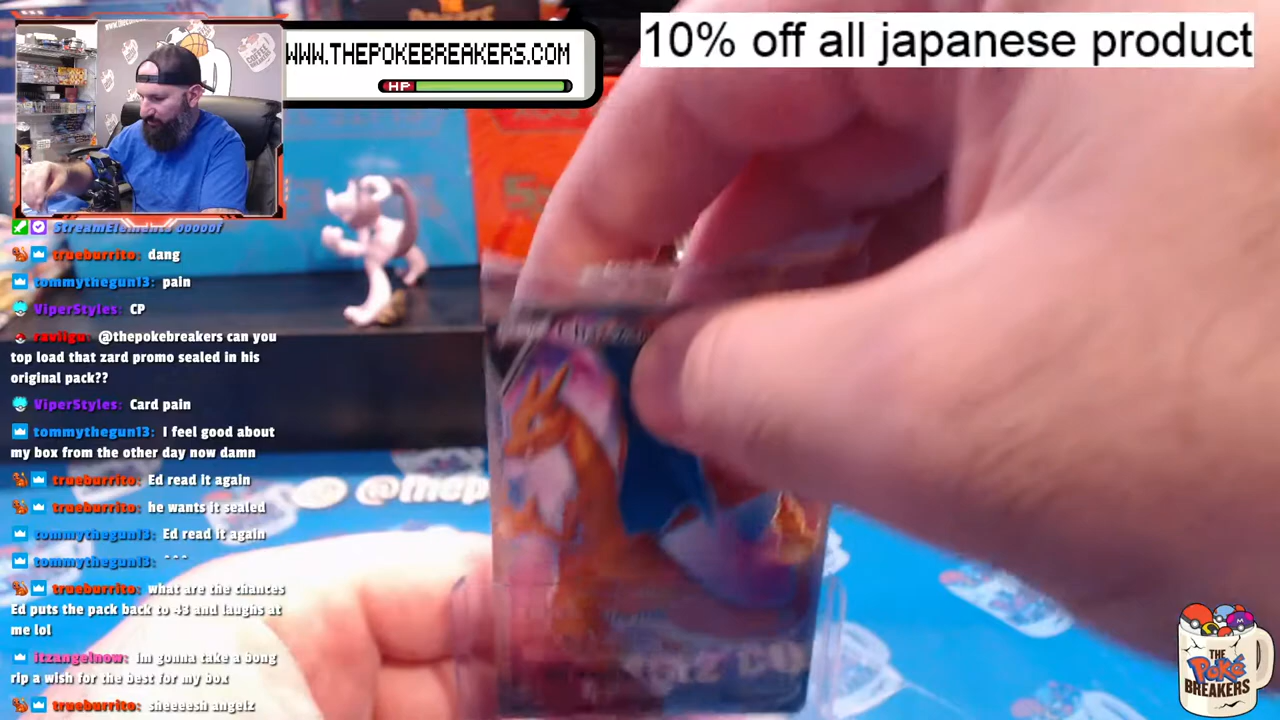 WWW.THEPOKEBREAKERS.COM
HP
10% off all japanese product
StreamElements ooooof
trueburrito: dang
tommythegun13: pain
ViperStyles: CP
raviigu: @thepokebreakers can you
top load that zard promo sealed in his
original pack??
ViperStyles: Card pain
tommythegun13: I feel good about
my box from the other day now damn
trueburrito: Ed read it again
trueburrito: he wants it sealed
tommythegun13: Ed read it again
tommythegun13: ^^^
trueburrito: what are the chances
Ed puts the pack back to 43 and laughs at
me lol
itzangelnow: im gonna take a bong
rip a wish for the best for my box
trueburrito: sheeeesh angelz
@thep
THE
Poké
BREAKERS